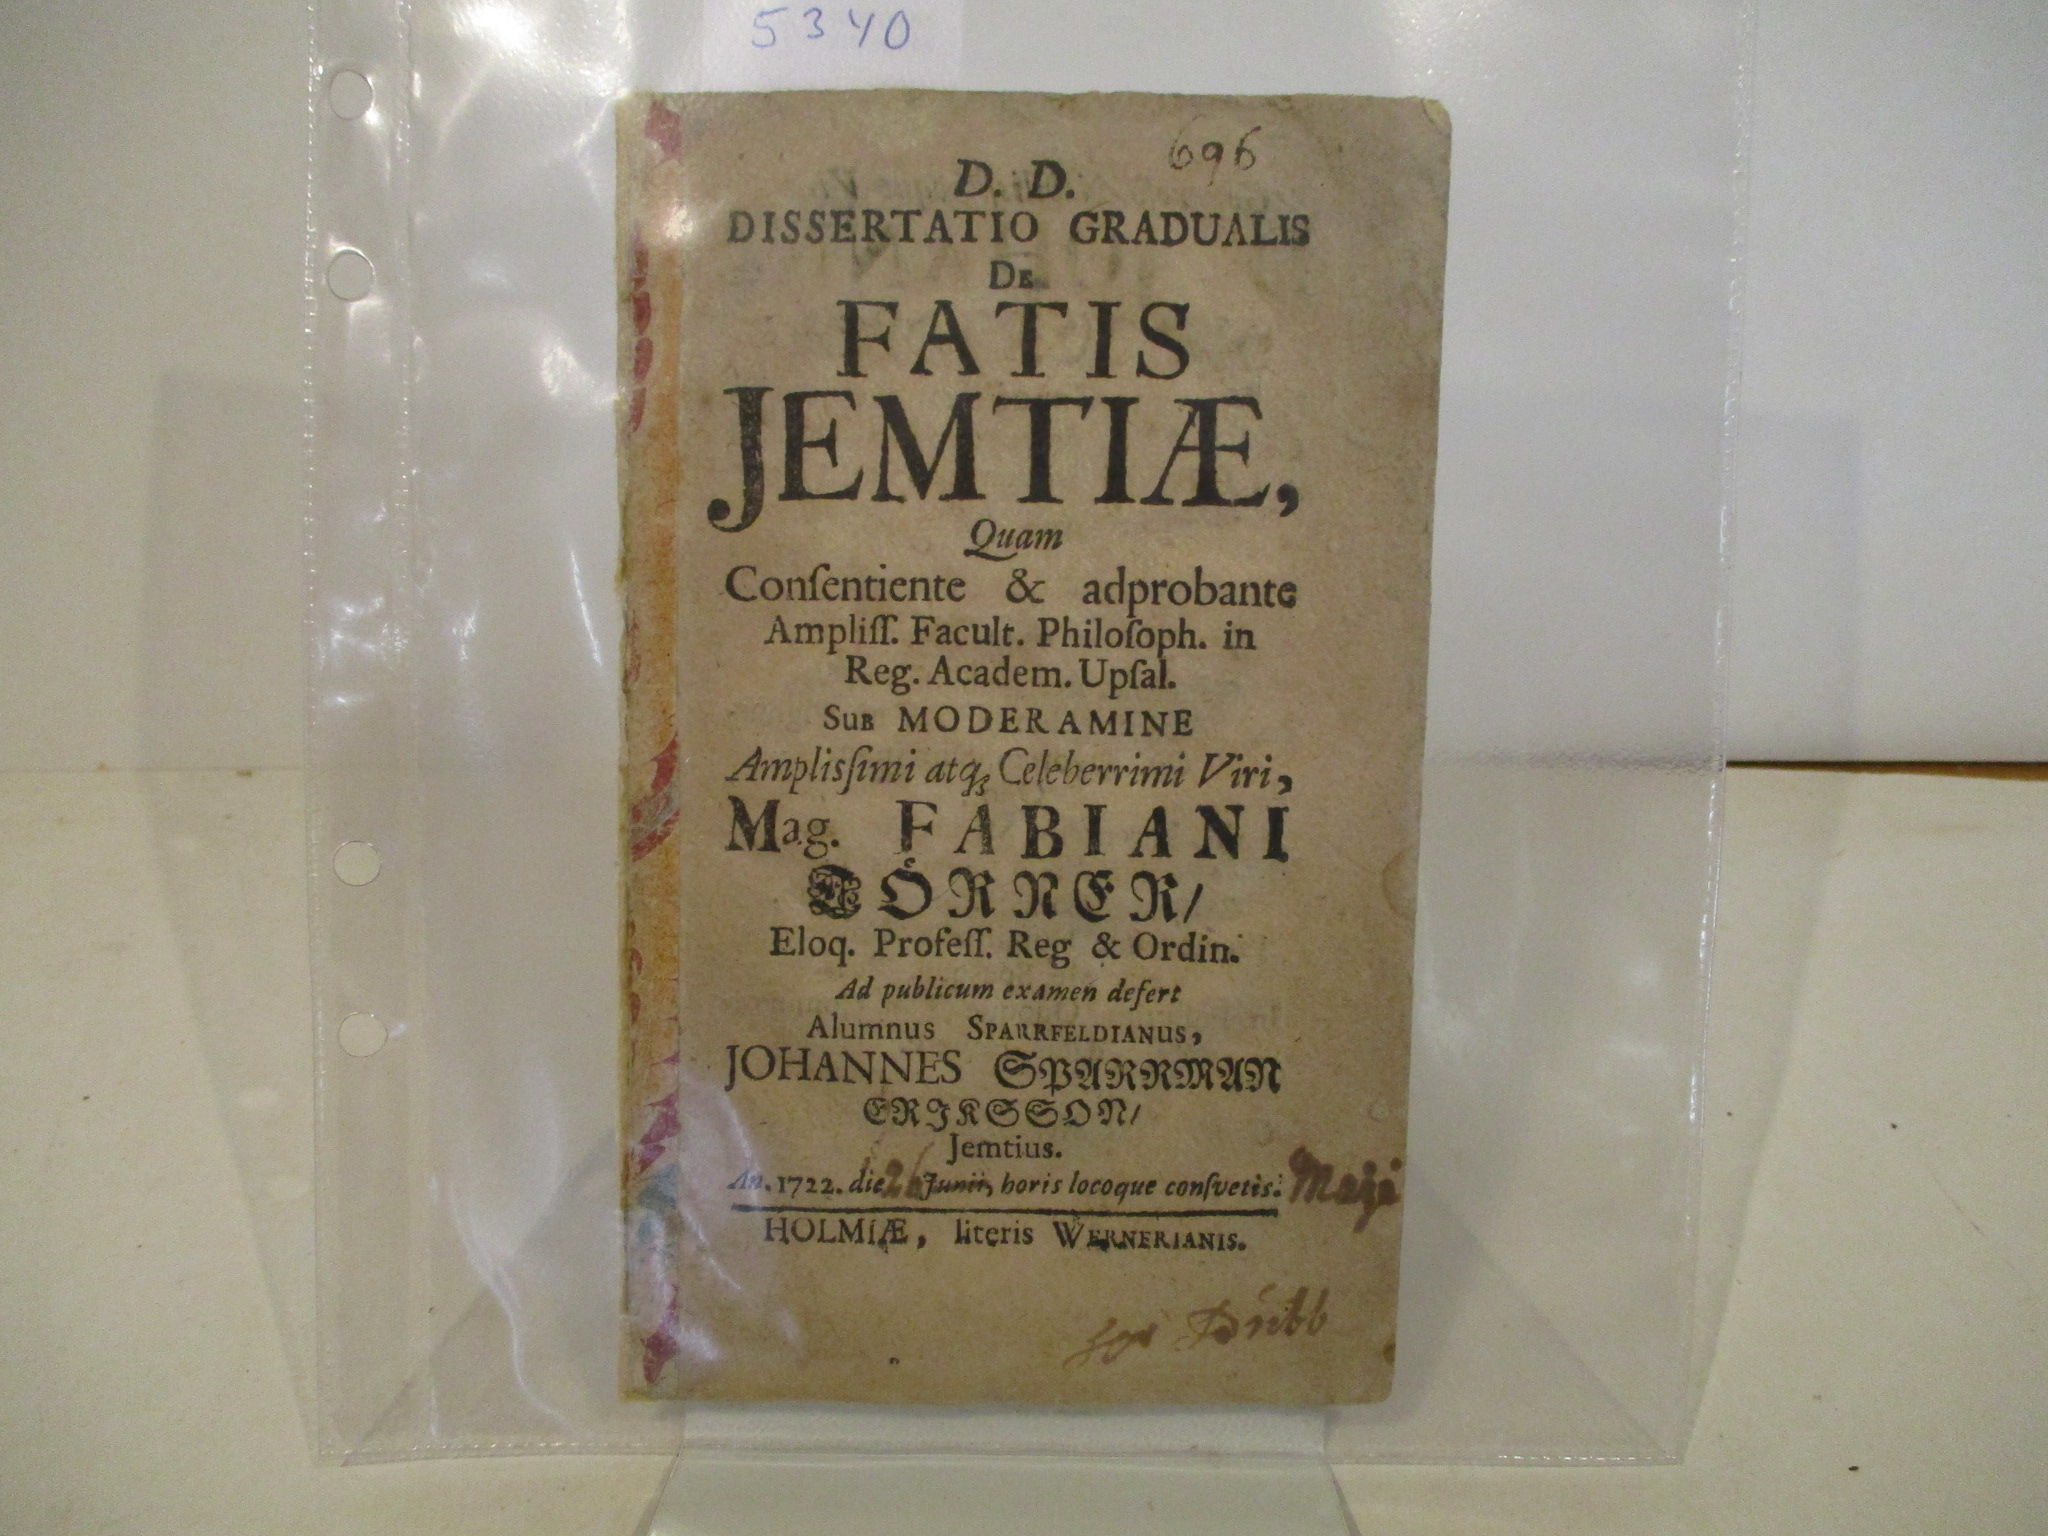 5340
696
D. D.
DISSERTATIO GRADUALIS
DE
FATIS
JEMTIÆ,
Quam
Conſentiente & adprobante
Ampliſſ. Facult. Philoſoph. in
Reg. Academ. Upſal.
SUB MODERAMINE
Amplisſimi atq; Celeberrimi Viri,
Mag. FABIANI
TÖRNER/
Eloq. Profeſſ. Reg & Ordin.
Ad publicum examen defert
Alumnus SPARRFELDIANUS,
JOHANNES SPARRMAN
ERIKSSON/
Jemtius.
An. 1722. die 26 Junii, horis locoque conſvetis. Maji
HOLMIÆ, literis WERNERIANIS.